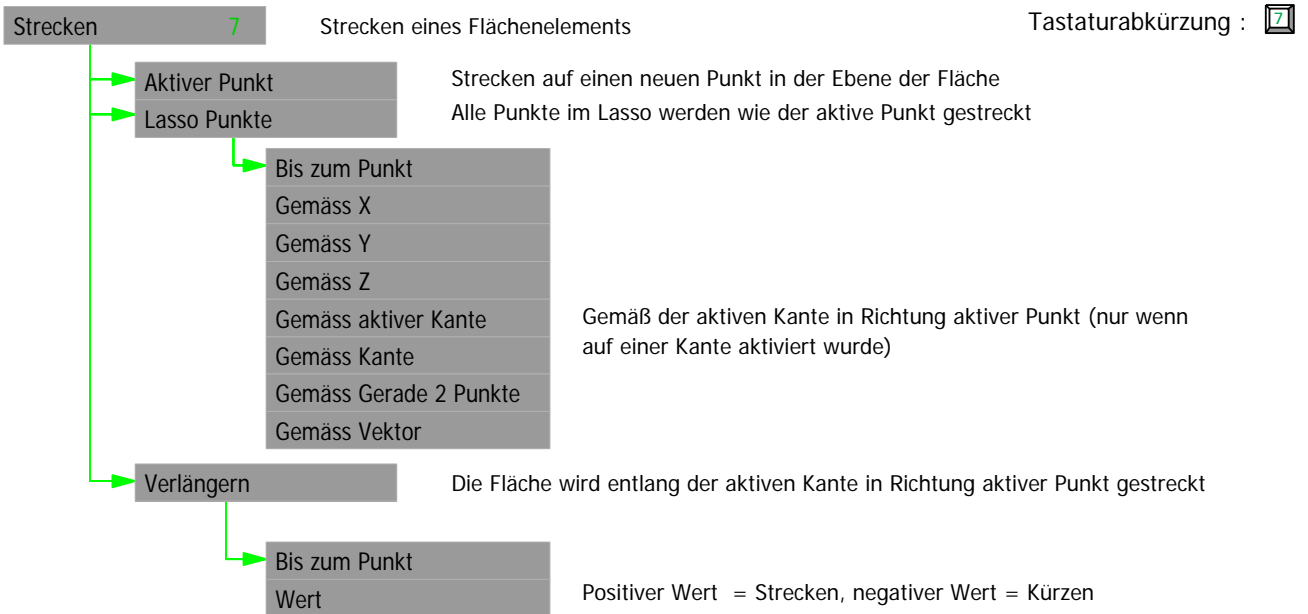 Strecken 7 Strecken eines Flächenelements Tastaturabkürzung : 7
Aktiver Punkt Strecken auf einen neuen Punkt in der Ebene der Fläche
Lasso Punkte Alle Punkte im Lasso werden wie der aktive Punkt gestreckt
Bis zum Punkt
Gemäss X
Gemäss Y
Gemäss Z
Gemäss aktiver Kante Gemäß der aktiven Kante in Richtung aktiver Punkt (nur wenn
Gemäss Kante auf einer Kante aktiviert wurde)
Gemäss Gerade 2 Punkte
Gemäss Vektor
Verlängern Die Fläche wird entlang der aktiven Kante in Richtung aktiver Punkt gestreckt
Bis zum Punkt
Wert Positiver Wert = Strecken, negativer Wert = Kürzen